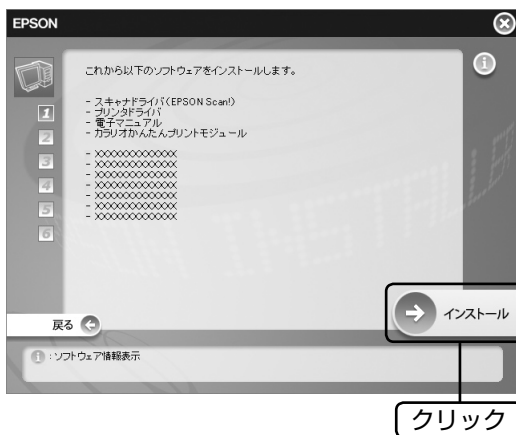 EPSON
これから以下のソフトウェアをインストールします。
- スキャナドライバ(EPSON Scan!)
- プリンタドライバ
- 電子マニュアル
- カラリオかんたんプリントモジュール
- XXXXXXXXXXXXX
- XXXXXXXXXXXXX
- XXXXXXXXXXXXX
- XXXXXXXXXXXXX
- XXXXXXXXXXXXX
- XXXXXXXXXXXXX
- XXXXXXXXXXXXX
1
2
3
4
5
6
インストール
戻る
i : ソフトウェア情報表示
クリック